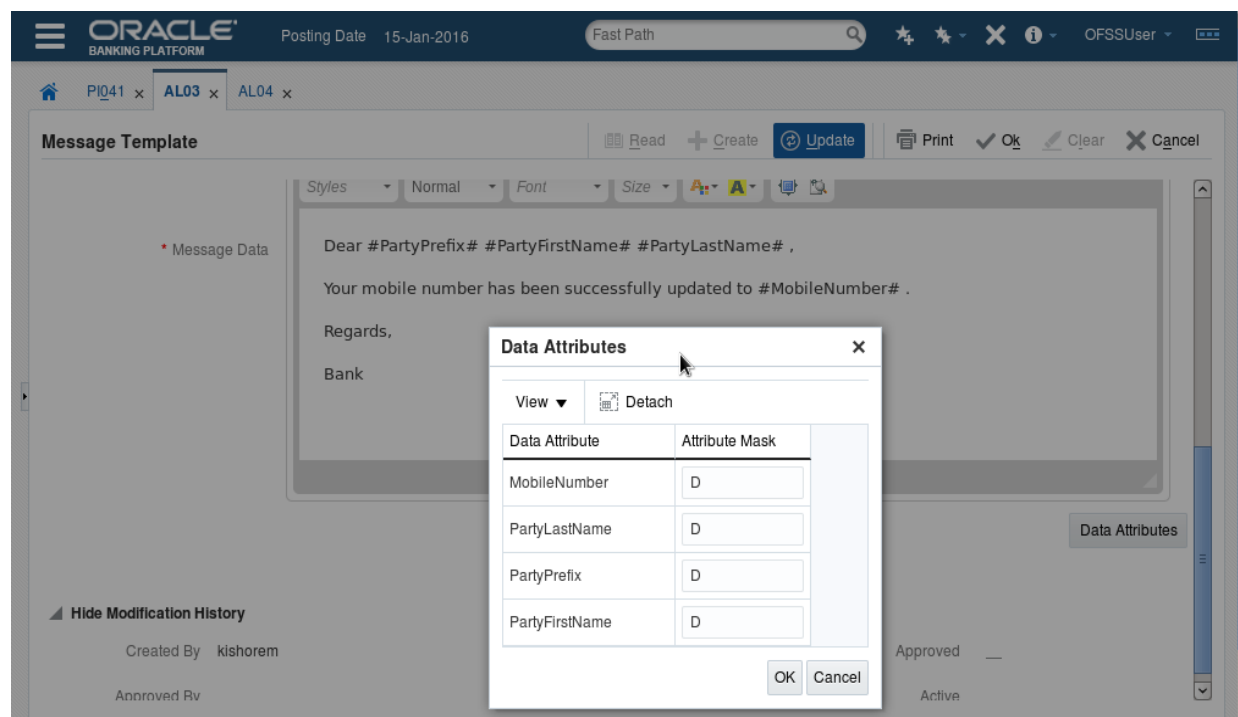 ORACLE
BANKING PLATFORM
Posting Date 15-Jan-2016
Fast Path
OFSSUser
PI041 x AL03 x AL04 x
Message Template
Read Create Update Print Ok Clear Cancel
Styles Normal Font Size
* Message Data
Dear #PartyPrefix# #PartyFirstName# #PartyLastName# ,
Your mobile number has been successfully updated to #MobileNumber# .
Regards,
Bank
Data Attributes
View Detach
Data Attribute Attribute Mask
MobileNumber D
PartyLastName D
PartyPrefix D
PartyFirstName D
OK Cancel
Data Attributes
Hide Modification History
Created By kishorem
Approved __
Approved By
Active